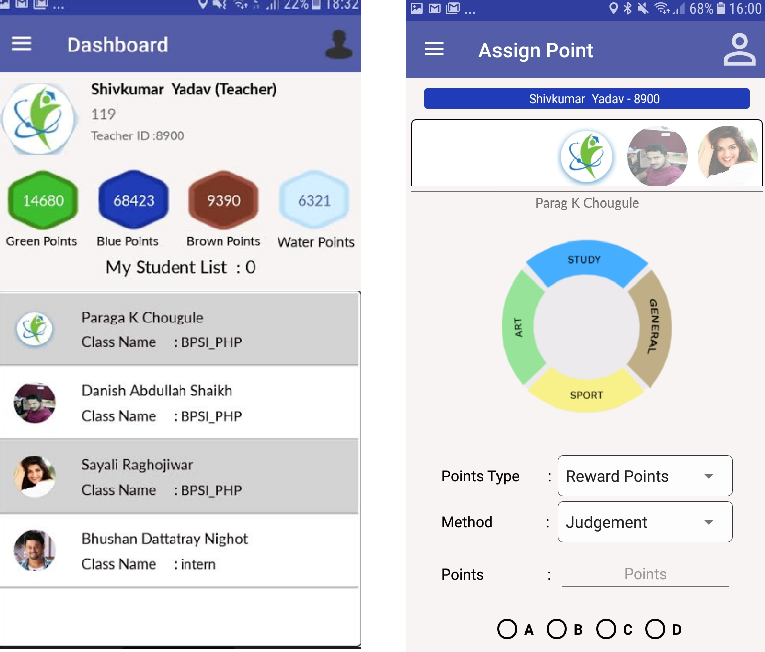 ... 22% 18:32
Dashboard
Shivkumar Yadav (Teacher)
119
Teacher ID :8900
14680 68423 9390 6321
Green Points Blue Points Brown Points Water Points
My Student List : 0
Paraga K Chougule
Class Name : BPSI_PHP
Danish Abdullah Shaikh
Class Name : BPSI_PHP
Sayali Raghojiwar
Class Name : BPSI_PHP
Bhushan Dattatray Nighot
Class Name : intern
... 68% 16:00
Assign Point
Shivkumar Yadav - 8900
Parag K Chougule
STUDY
GENERAL
ART
SPORT
Points Type : Reward Points
Method : Judgement
Points : Points
A B C D